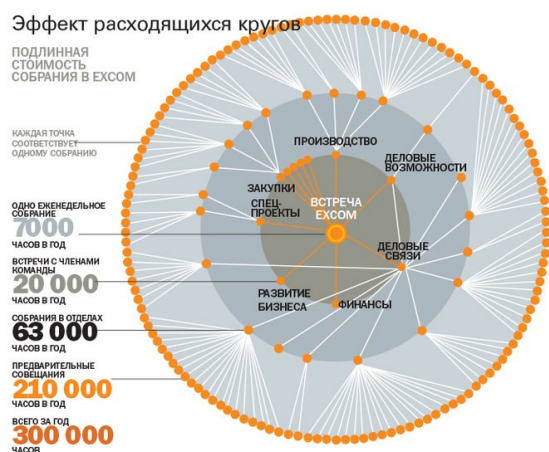 Эффект расходящихся кругов
ПОДЛИННАЯ
СТОИМОСТЬ
СОБРАНИЯ В EXCOM
КАЖДАЯ ТОЧКА
СООТВЕТСТВУЕТ
ОДНОМУ СОБРАНИЮ
ОДНО ЕЖЕНЕДЕЛЬНОЕ
СОБРАНИЕ
7000
ЧАСОВ В ГОД
ВСТРЕЧИ С ЧЛЕНАМИ
КОМАНДЫ
20 000
ЧАСОВ В ГОД
СОБРАНИЯ В ОТДЕЛАХ
63 000
ЧАСОВ В ГОД
ПРЕДВАРИТЕЛЬНЫЕ
СОВЕЩАНИЯ
210 000
ЧАСОВ В ГОД
ВСЕГО ЗА ГОД
300 000
ЧАСОВ
ПРОИЗВОДСТВО
ДЕЛОВЫЕ
ВОЗМОЖНОСТИ
ЗАКУПКИ
ВСТРЕЧА
EXCOM
СПЕЦ-
ПРОЕКТЫ
ДЕЛОВЫЕ
СВЯЗИ
РАЗВИТИЕ
БИЗНЕСА
ФИНАНСЫ